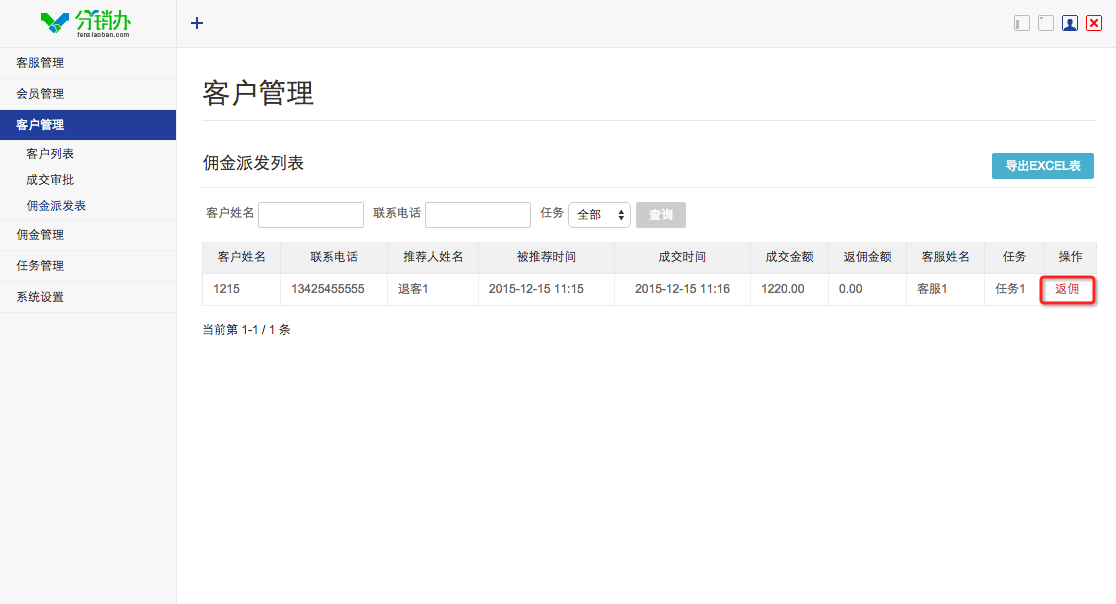 分销办
fenxiaoban.com
+
客服管理
会员管理
客户管理
客户列表
成交审批
佣金派发表
佣金管理
任务管理
系统设置
客户管理
佣金派发列表
导出EXCEL表
客户姓名 联系电话 任务 全部 查询
客户姓名 联系电话 推荐人姓名 被推荐时间 成交时间 成交金额 返佣金额 客服姓名 任务 操作
1215 13425455555 退客1 2015-12-15 11:15 2015-12-15 11:16 1220.00 0.00 客服1 任务1 返佣
当前第 1-1 / 1 条